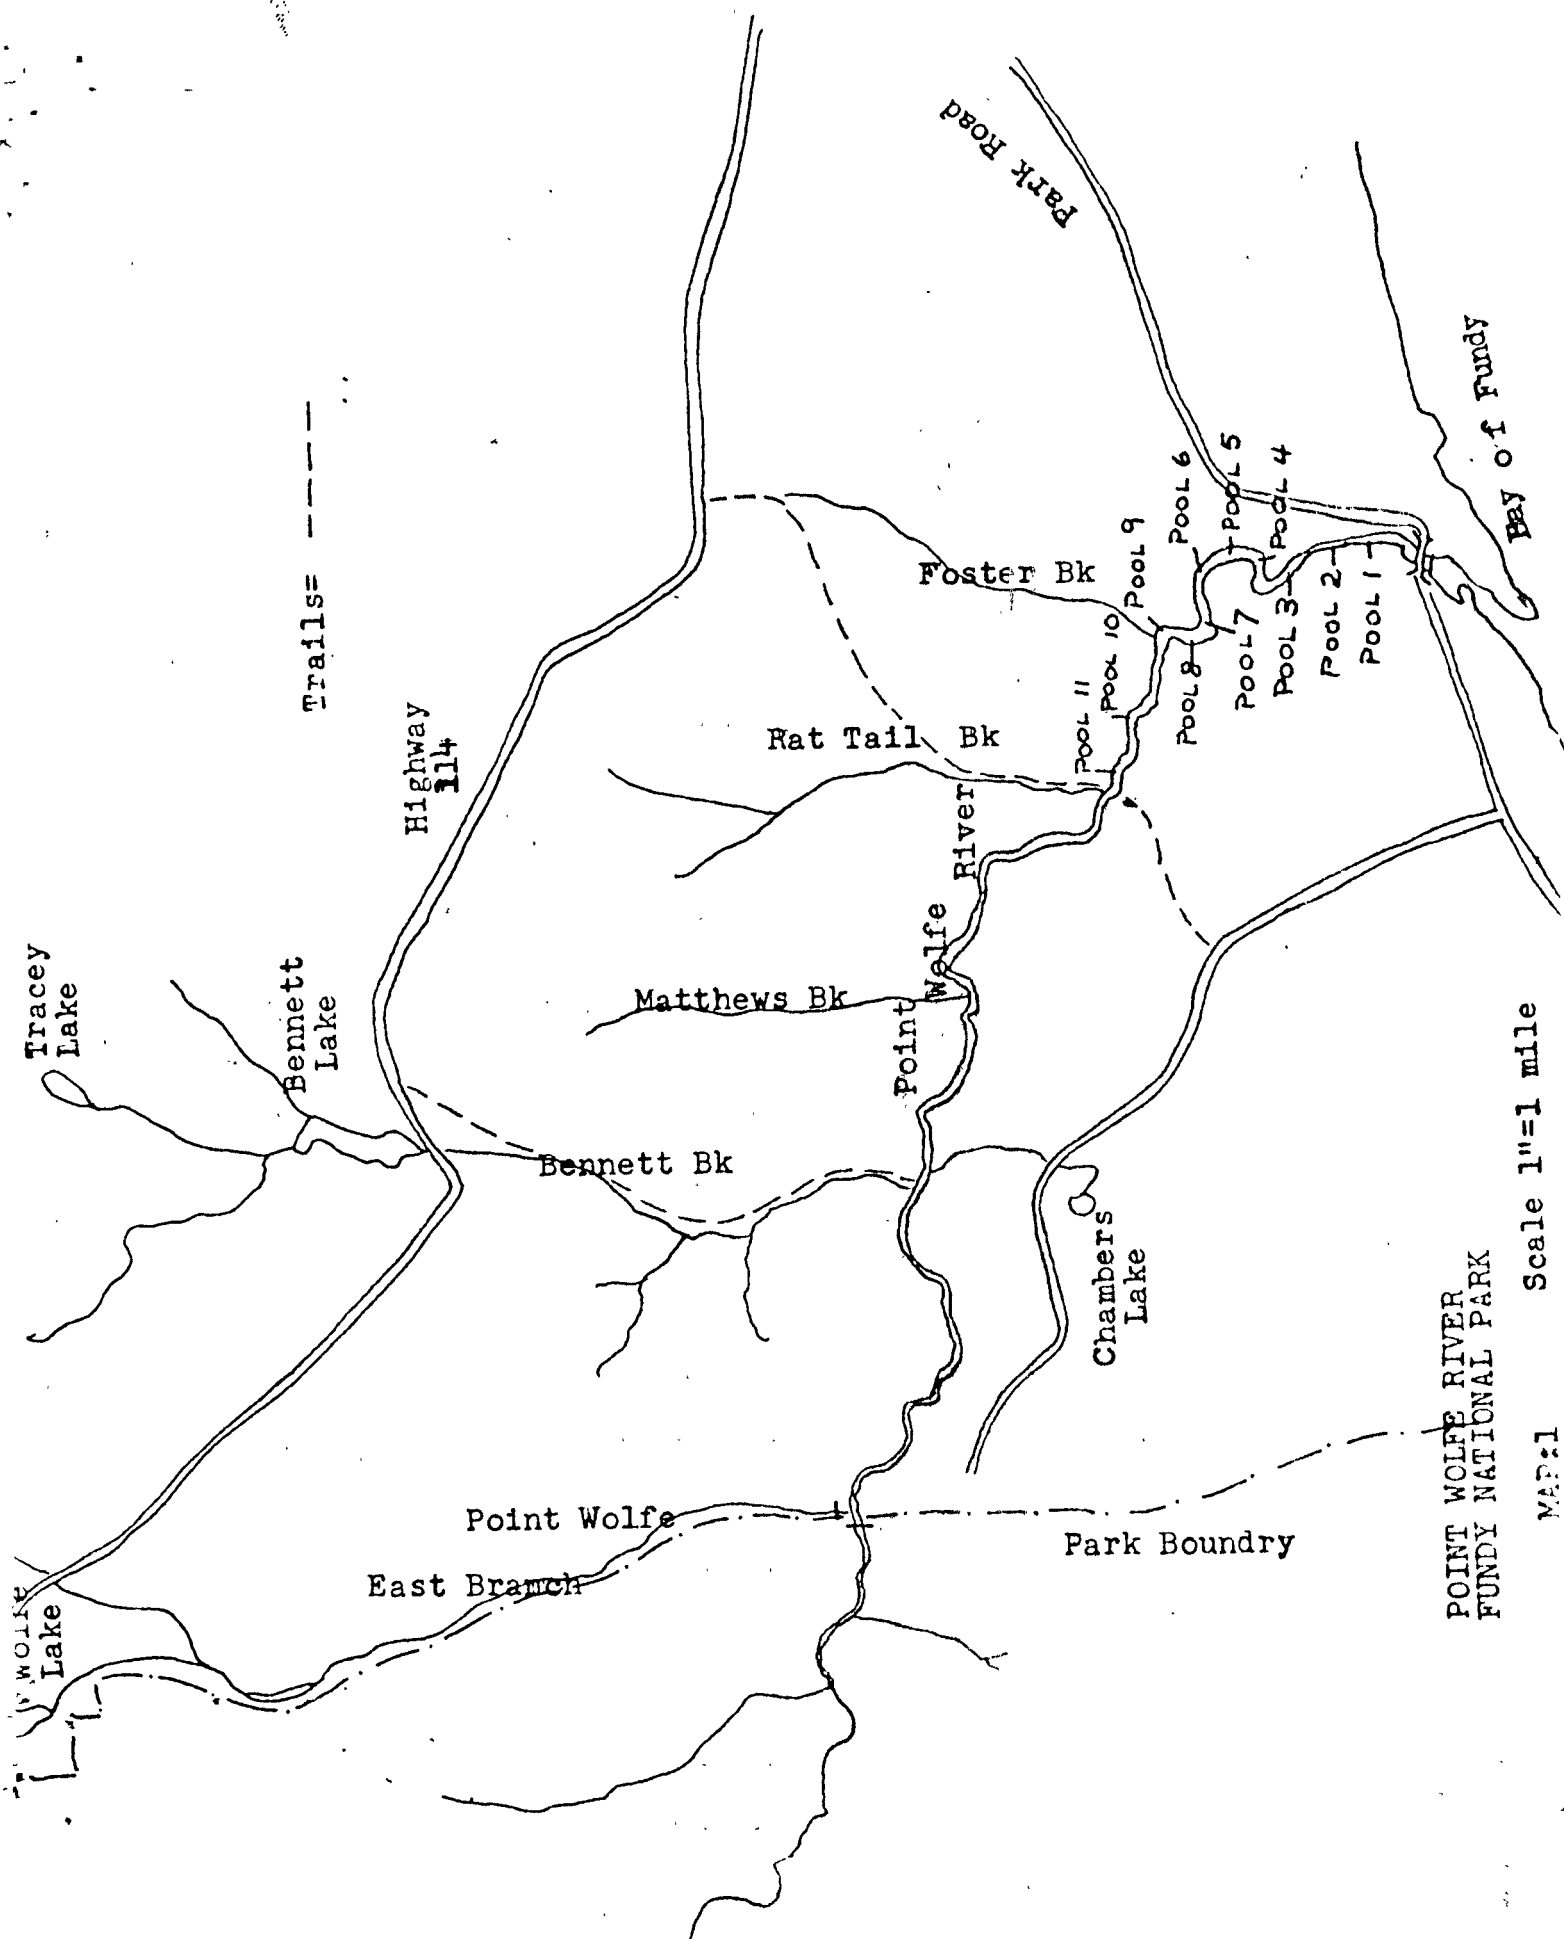 Tracey
Lake
Bennett
Lake
Highway
114
Trails=
Park Road
Wolfe
Lake
Bennett Bk
Matthews Bk
Rat Tail Bk
Foster Bk
Point
Wolfe
River
POOL 11
POOL 10
POOL 9
POOL 8
POOL 7
POOL 6
POOL 5
POOL 4
POOL 3
POOL 2
POOL 1
Bay of Fundy
Point Wolfe
East Branch
Chambers
Lake
Park Boundry
POINT WOLFE RIVER
FUNDY NATIONAL PARK
MAP:1 Scale 1"=1 mile